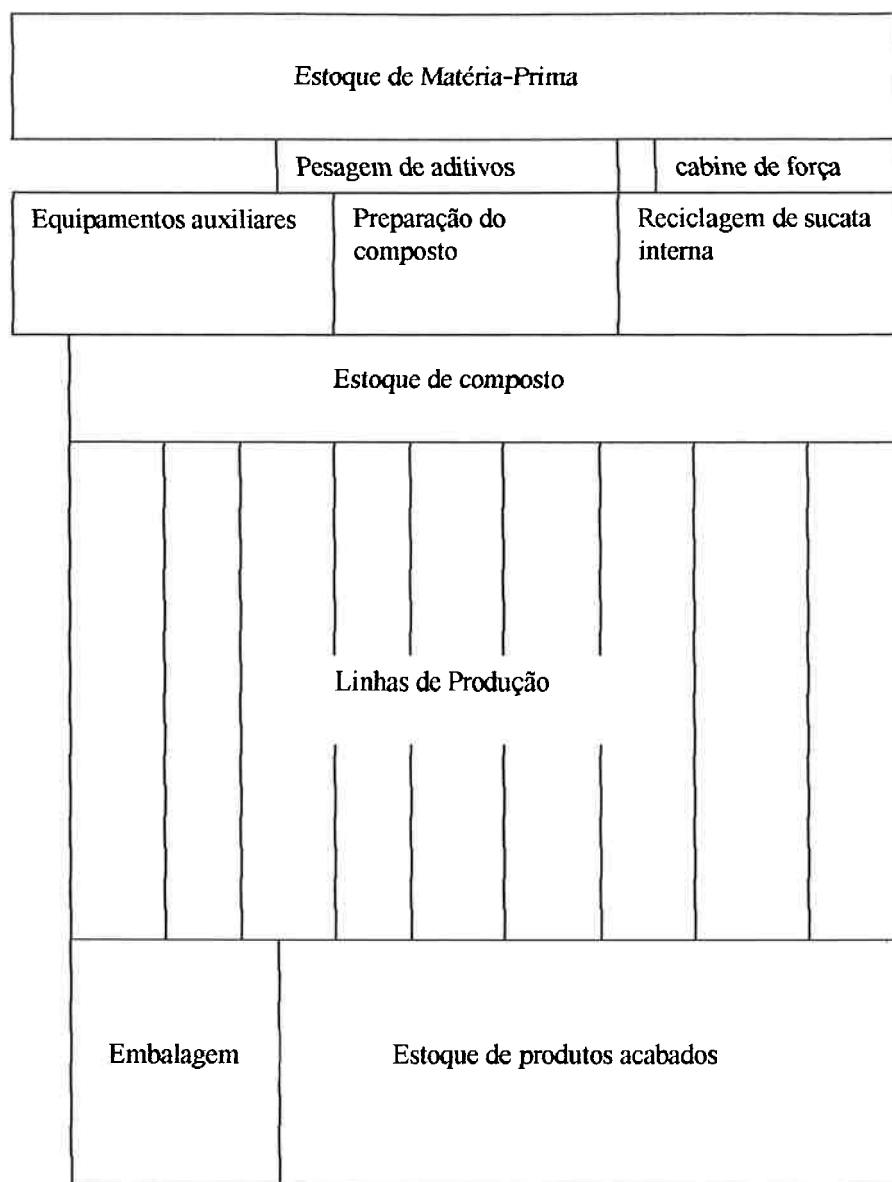 Estoque de Matéria-Prima
Pesagem de aditivos
cabine de força
Equipamentos auxiliares
Preparação do
composto
Reciclagem de sucata
interna
Estoque de composto
Linhas de Produção
Embalagem
Estoque de produtos acabados